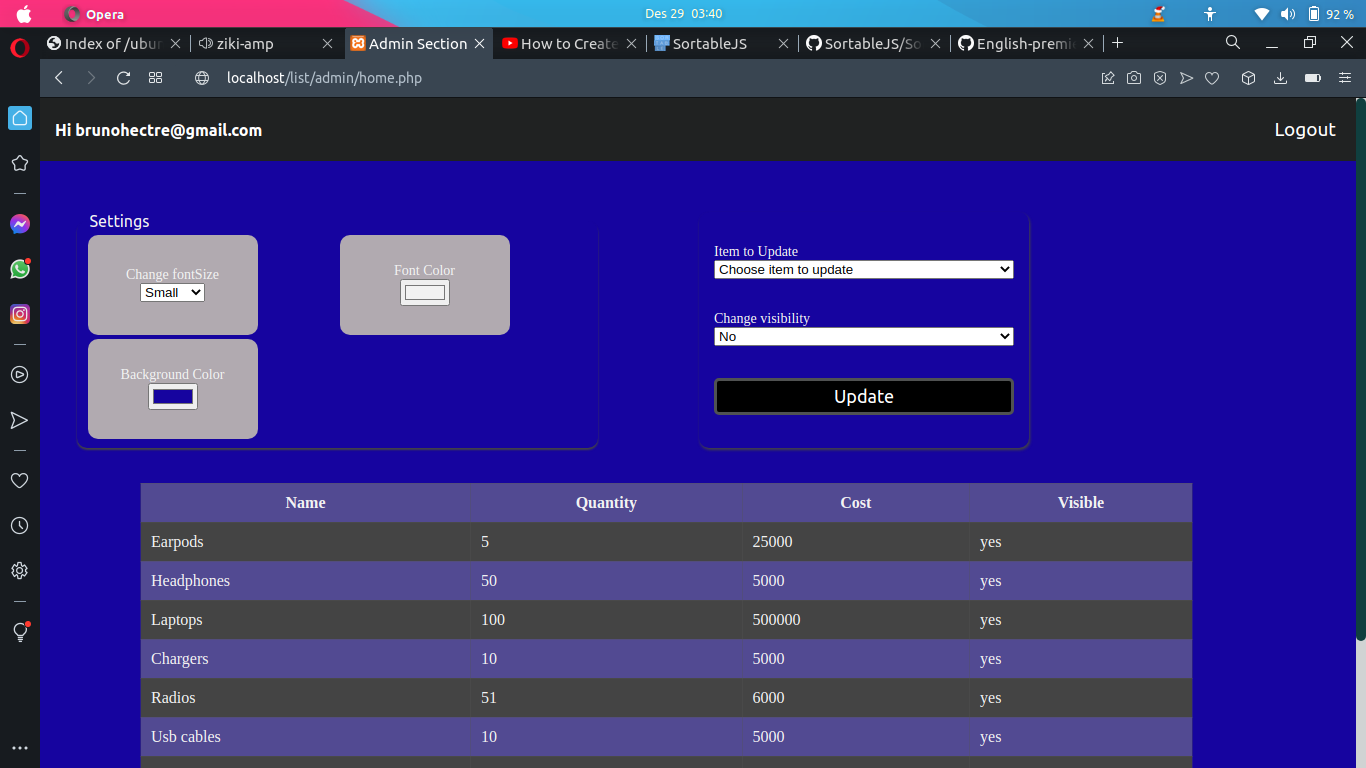 Opera
Des 29 03:40
92 %
Index of /ubu
ziki-amp
Admin Section
How to Create
SortableJS
SortableJS/So
English-premi
localhost/list/admin/home.php
Hi brunohectre@gmail.com
Logout
Settings
Change fontSize
Small
Font Color
Background Color
Item to Update
Choose item to update
Change visibility
No
Update
Name Quantity Cost Visible
Earpods 5 25000 yes
Headphones 50 5000 yes
Laptops 100 500000 yes
Chargers 10 5000 yes
Radios 51 6000 yes
Usb cables 10 5000 yes